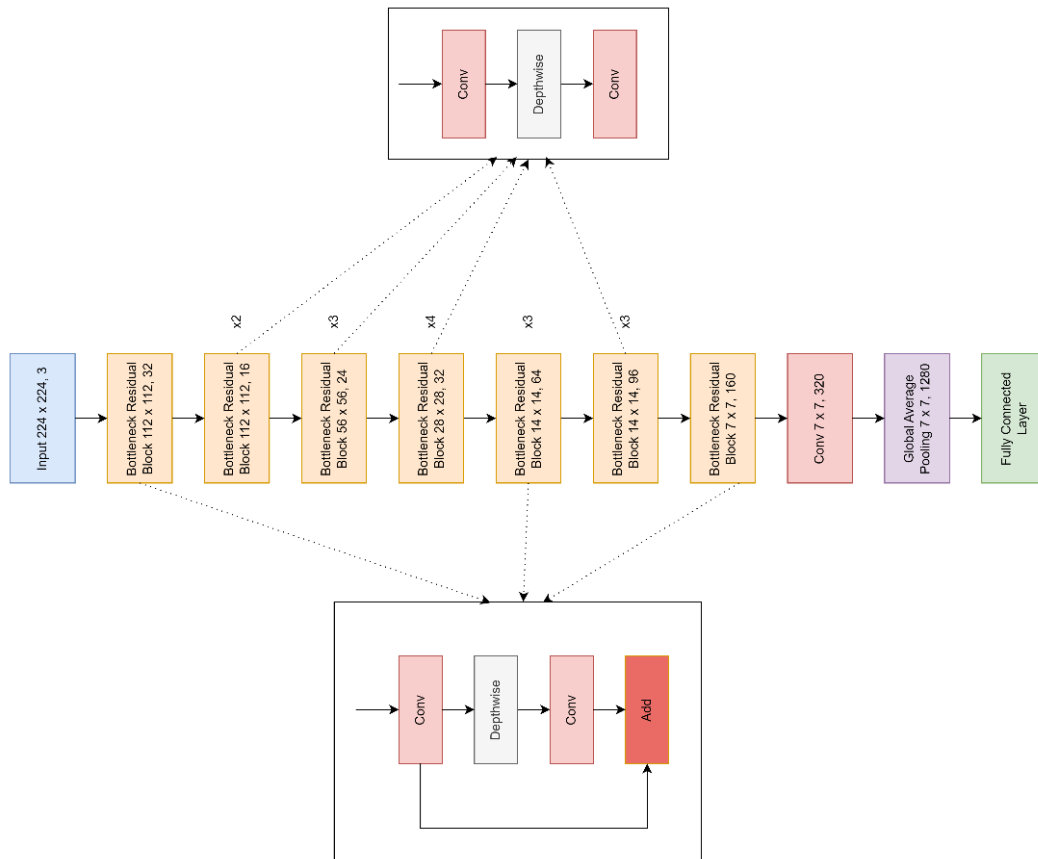 Conv
Depthwise
Conv
x2
x3
x4
x3
x3
Input 224 x 224, 3
Bottleneck Residual
Block 112 x 112, 32
Bottleneck Residual
Block 112 x 112, 16
Bottleneck Residual
Block 56 x 56, 24
Bottleneck Residual
Block 28 x 28, 32
Bottleneck Residual
Block 14 x 14, 64
Bottleneck Residual
Block 14 x 14, 96
Bottleneck Residual
Block 7 x 7, 160
Conv 7 x 7, 320
Global Average
Pooling 7 x 7, 1280
Fully Connected
Layer
Conv
Depthwise
Conv
Add